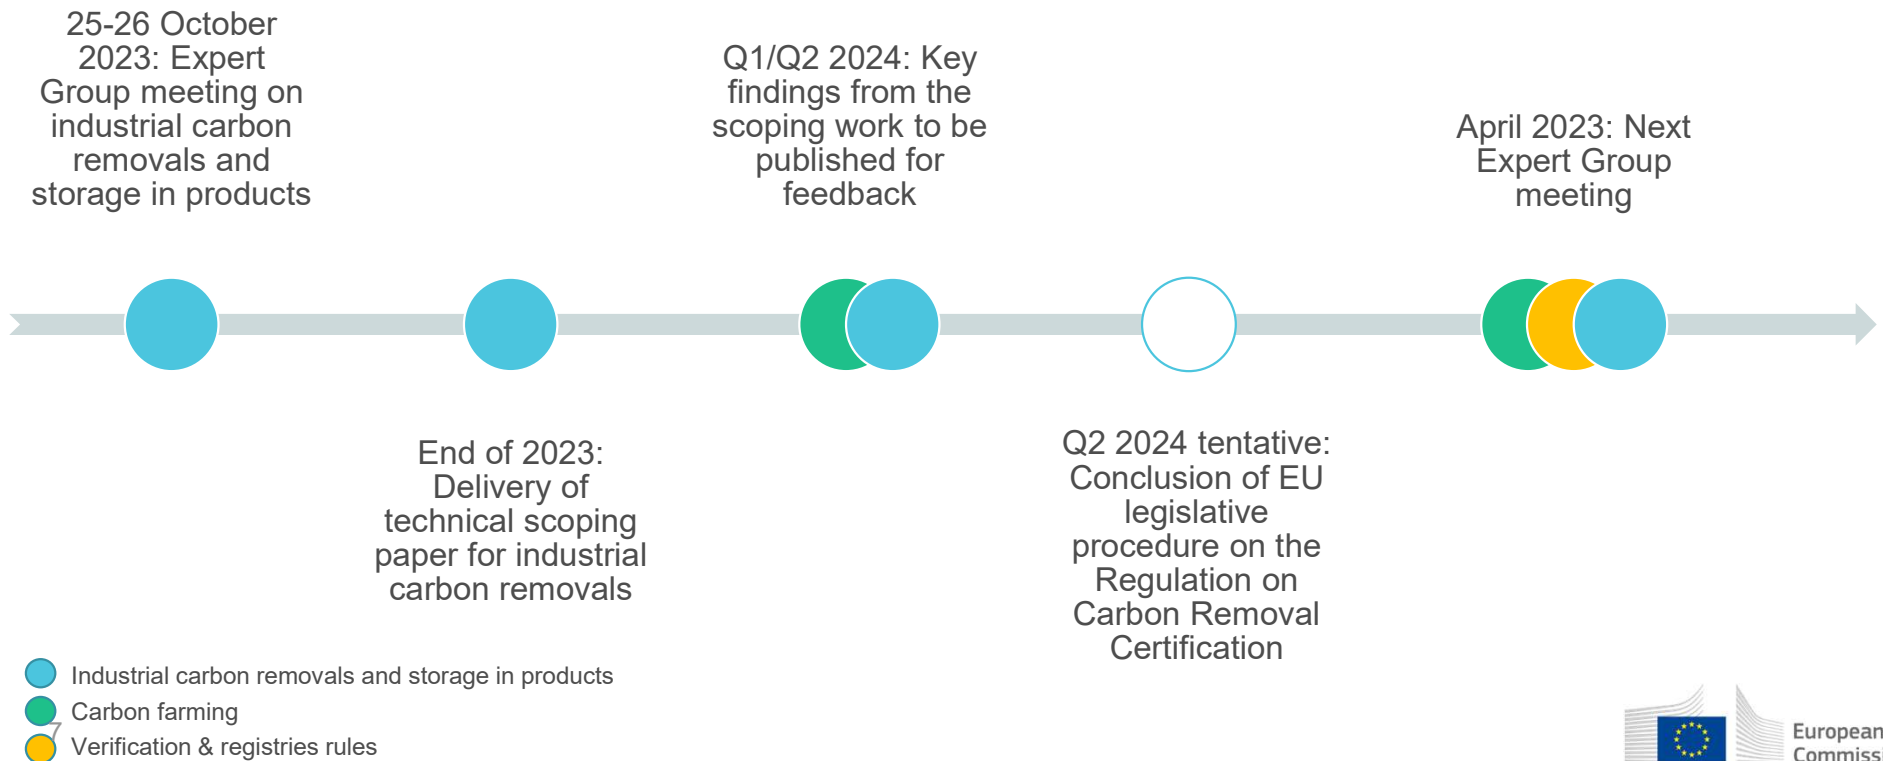 25-26 October
2023: Expert
Group meeting on
industrial carbon
removals and
storage in products
Q1/Q2 2024: Key
findings from the
scoping work to be
published for
feedback
April 2023: Next
Expert Group
meeting
End of 2023:
Delivery of
technical scoping
paper for industrial
carbon removals
Q2 2024 tentative:
Conclusion of EU
legislative
procedure on the
Regulation on
Carbon Removal
Certification
Industrial carbon removals and storage in products
Carbon farming
7
Verification & registries rules
European
Commissi